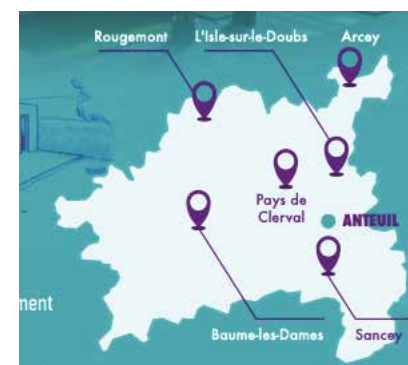 Rougemont
L'Isle-sur-le-Doubs
Arcey
Pays de
Clerval
ANTEUIL
ment
Baume-les-Dames
Sancey